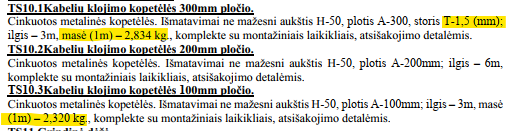 TS10.1Kabelių klojimo kopetėlės 300mm pločio.
Cinkuotos metalinės kopetėlės. Išmatavimai ne mažesni aukštis H-50, plotis A-300, storis T-1,5 (mm);
ilgis – 3m, masė (1m) – 2,834 kg., komplekte su montažiniais laikikliais, atsišakojimo detalėmis.
TS10.2Kabelių klojimo kopetėlės 200mm pločio.
Cinkuotos metalinės kopetėlės. Išmatavimai ne mažesni aukštis H-50, plotis A-200mm; ilgis – 6m,
komplekte su montažiniais laikikliais, atsišakojimo detalėmis.
TS10.3Kabelių klojimo kopetėlės 100mm pločio.
Cinkuotos metalinės kopetėlės. Išmatavimai ne mažesni aukštis H-50, plotis A-100mm; ilgis – 3m, masė
(1m) – 2,320 kg., komplekte su montažiniais laikikliais, atsišakojimo detalėmis.